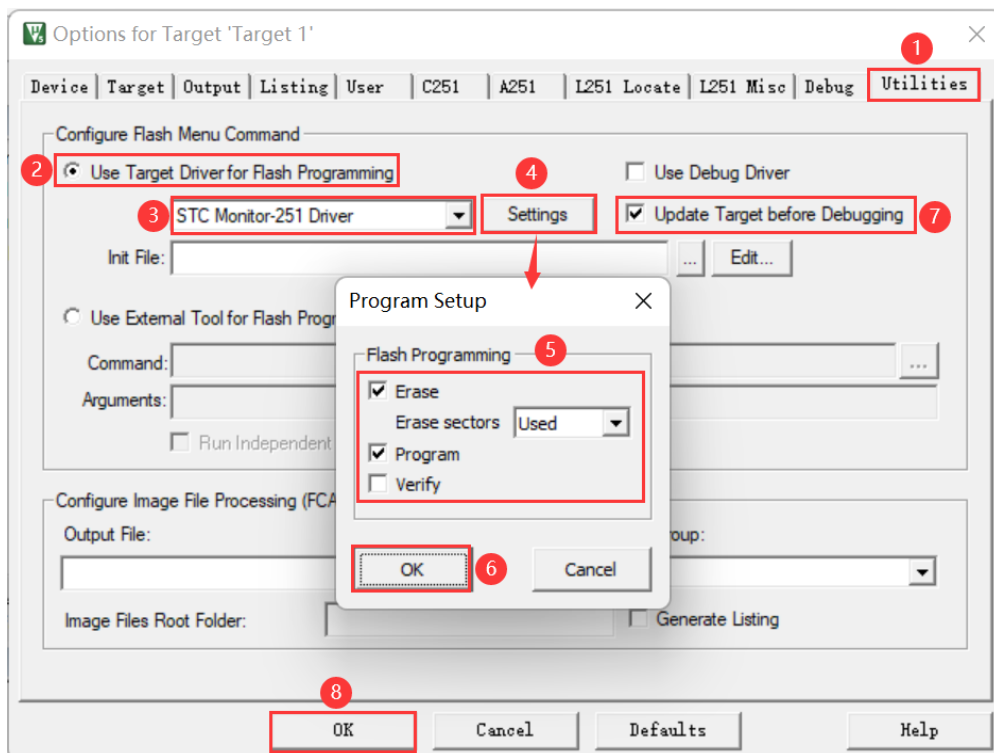 Options for Target 'Target 1'
1
Device Target Output Listing User C251 A251 L251 Locate L251 Misc Debug Utilities
Configure Flash Menu Command
2 Use Target Driver for Flash Programming 4 Use Debug Driver
3 STC Monitor-251 Driver Settings Update Target before Debugging 7
Init File: ... Edit...
Program Setup
Use External Tool for Flash
Flash Programming 5
Command: ...
Erase
Arguments:
Erase sectors Used
Run Independent
Program
Verify
Configure Image File Processing
Output File:
OK 6 Cancel
Image Files Root Folder: Generate Listing
8
OK Cancel Defaults Help